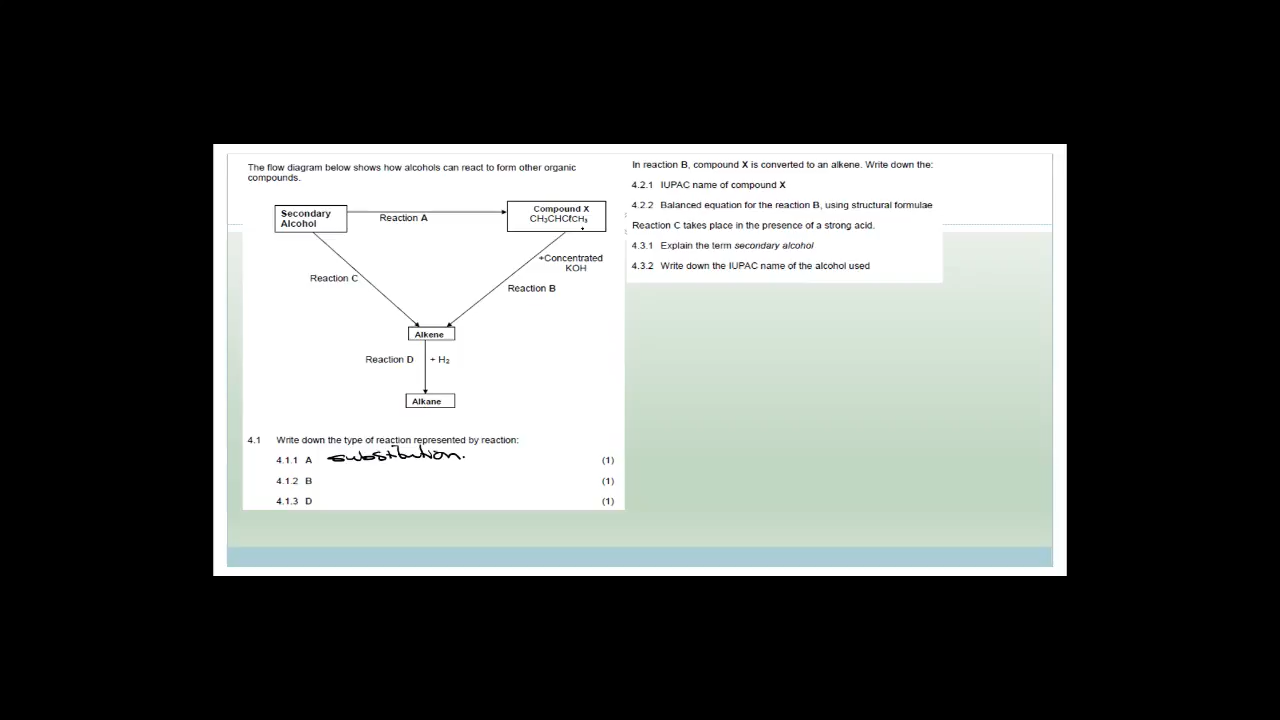 The flow diagram below shows how alcohols can react to form other organic
compounds.
Secondary
Alcohol
Reaction A
Compound X
CH₃CHCℓCH₃
+Concentrated
KOH
Reaction C
Reaction B
Alkene
Reaction D
+ H₂
Alkane
4.1 Write down the type of reaction represented by reaction:
4.1.1 A substitution. (1)
4.1.2 B (1)
4.1.3 D (1)
In reaction B, compound X is converted to an alkene. Write down the:
4.2.1 IUPAC name of compound X
4.2.2 Balanced equation for the reaction B, using structural formulae
Reaction C takes place in the presence of a strong acid.
4.3.1 Explain the term secondary alcohol
4.3.2 Write down the IUPAC name of the alcohol used